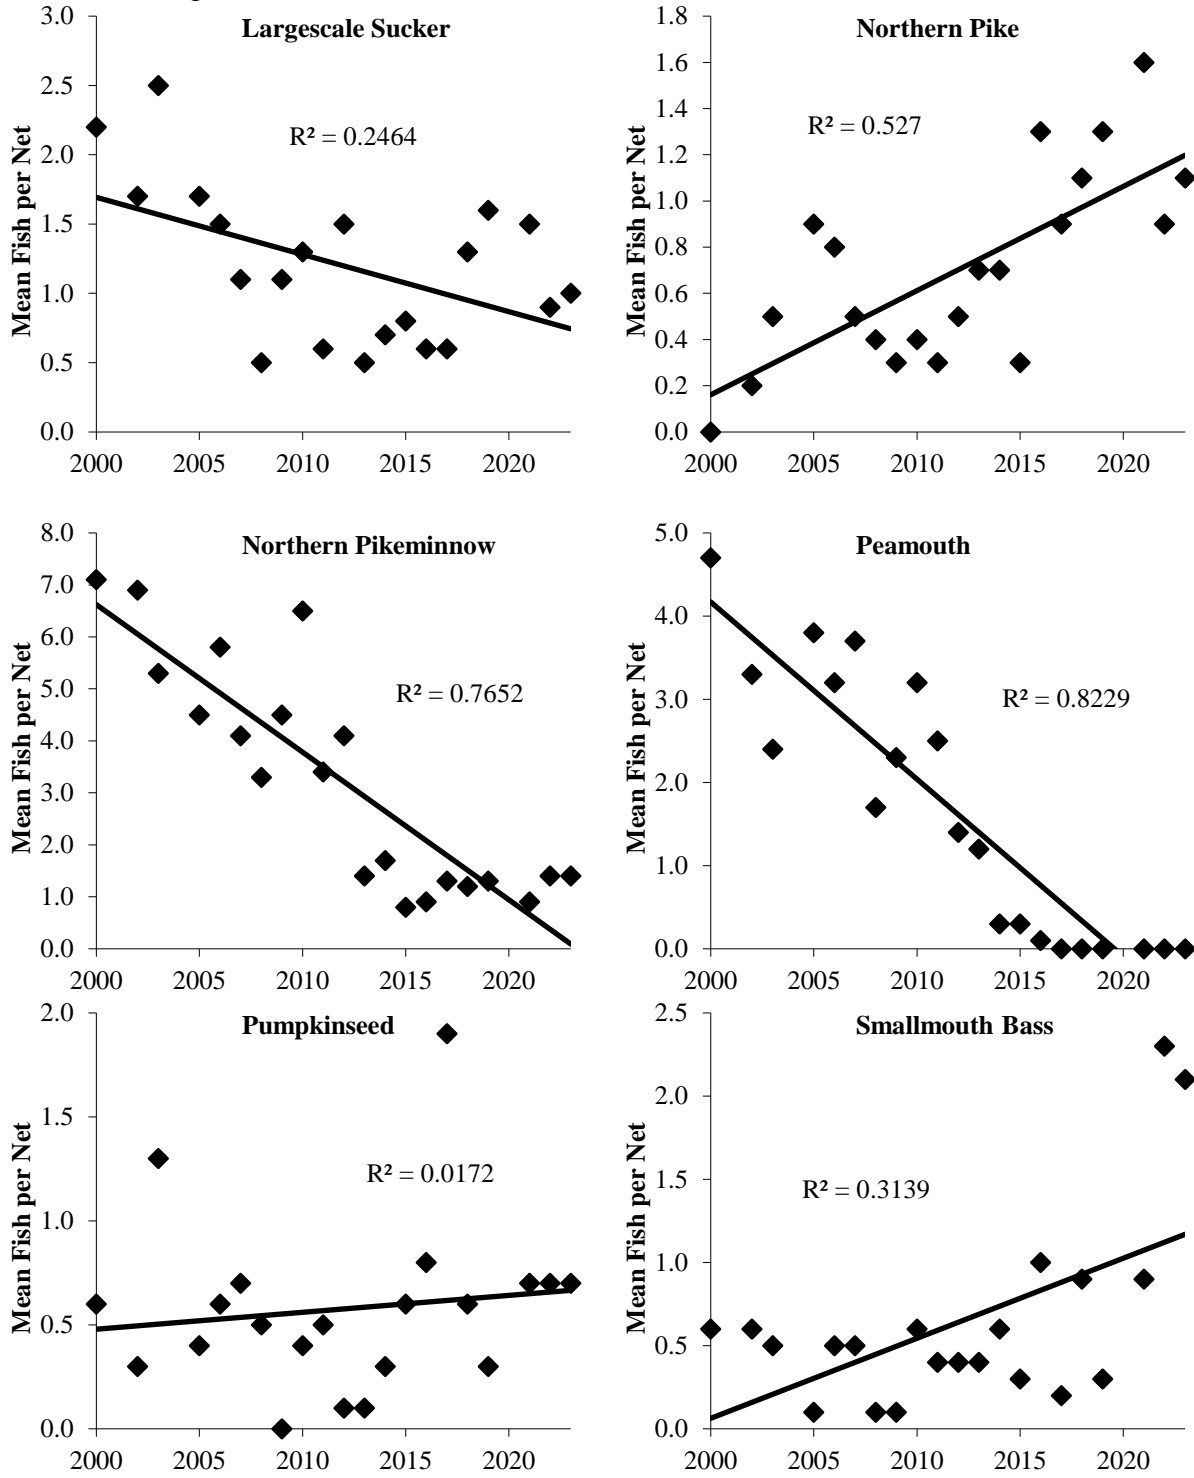 3.0
Largescale Sucker
2.5
R² = 0.2464
2.0
1.5
1.0
0.5
0.0
Mean Fish per Net
2000 2005 2010 2015 2020
1.8
Northern Pike
1.6
1.4
R² = 0.527
1.2
1.0
0.8
0.6
0.4
0.2
0.0
Mean Fish per Net
2000 2005 2010 2015 2020
8.0
Northern Pikeminnow
7.0
6.0
5.0
R² = 0.7652
4.0
3.0
2.0
1.0
0.0
Mean Fish per Net
2000 2005 2010 2015 2020
5.0
Peamouth
4.0
R² = 0.8229
3.0
2.0
1.0
0.0
Mean Fish per Net
2000 2005 2010 2015 2020
2.0
Pumpkinseed
1.5
R² = 0.0172
1.0
0.5
0.0
Mean Fish per Net
2000 2005 2010 2015 2020
2.5
Smallmouth Bass
2.0
1.5
R² = 0.3139
1.0
0.5
0.0
Mean Fish per Net
2000 2005 2010 2015 2020